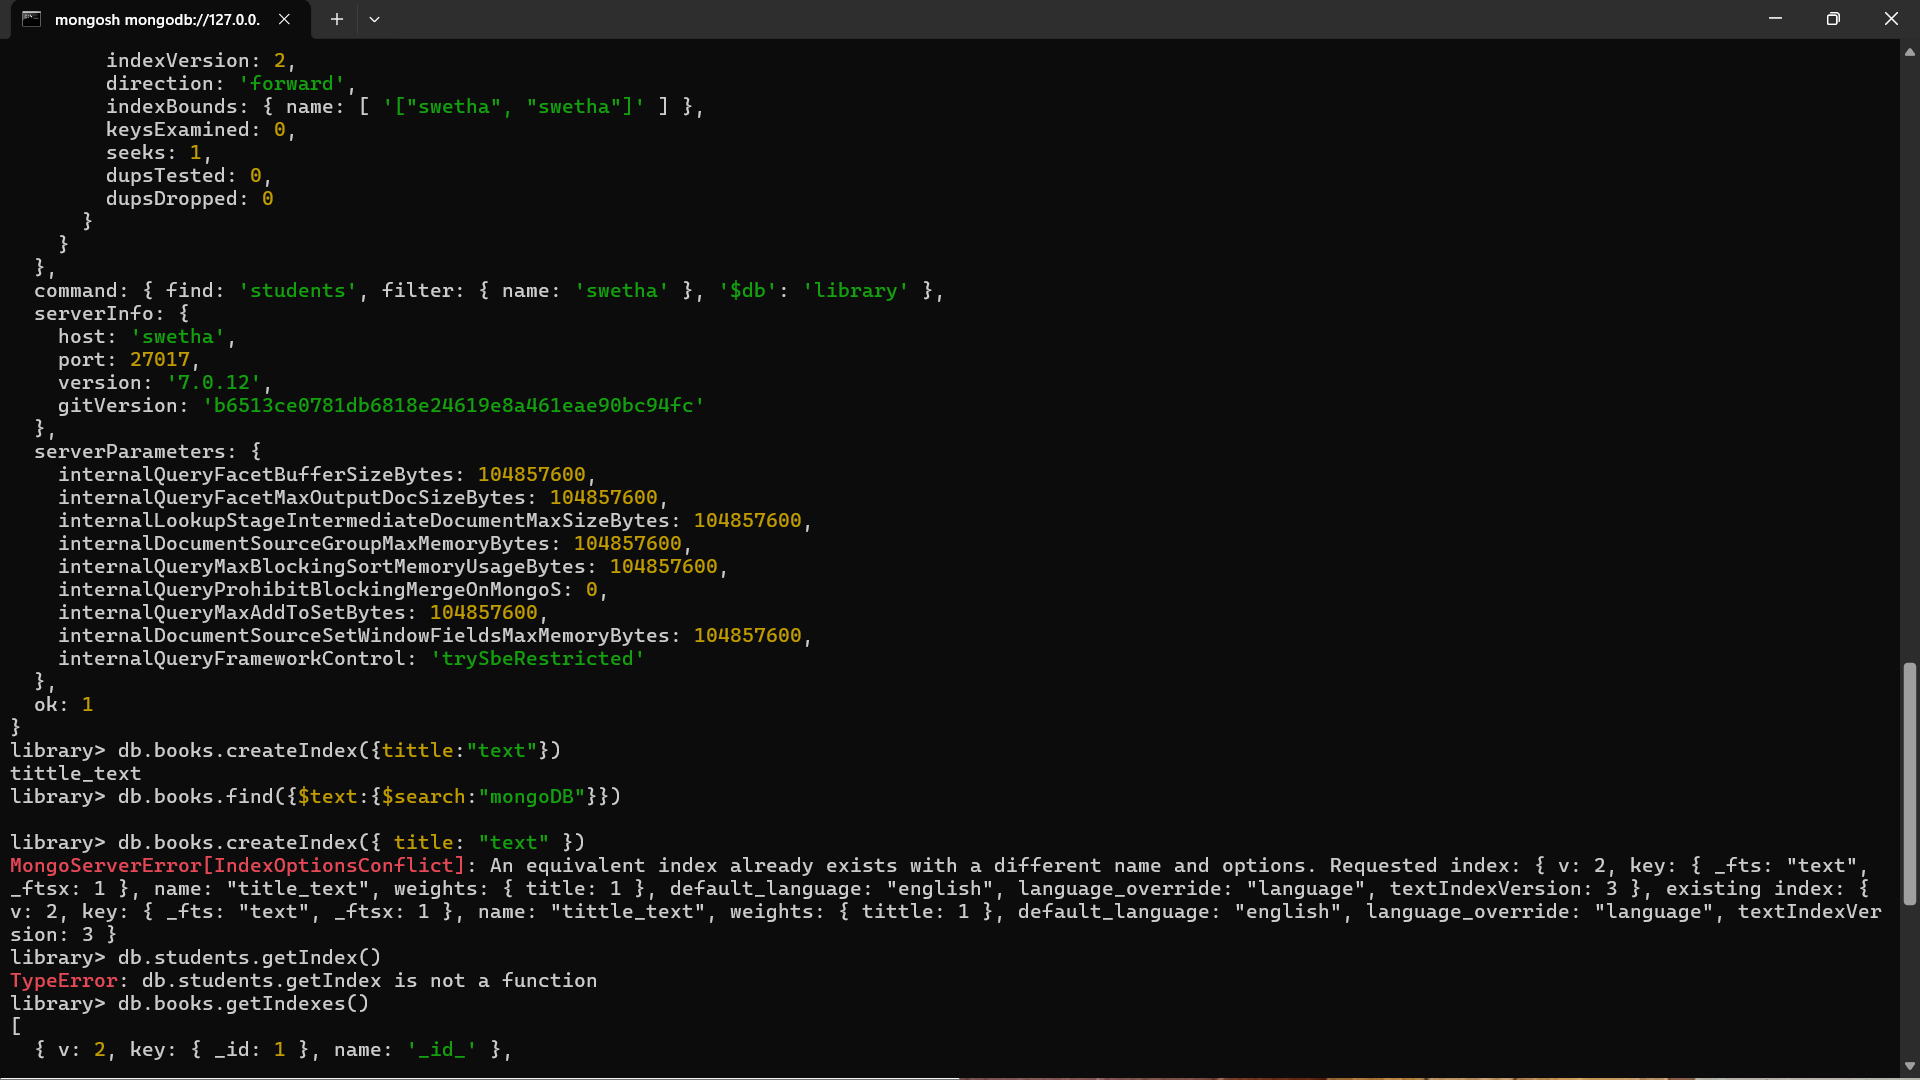 mongosh mongodb://127.0.0.
indexVersion: 2,
direction: 'forward',
indexBounds: { name: [ '["swetha", "swetha"]' ] },
keysExamined: 0,
seeks: 1,
dupsTested: 0,
dupsDropped: 0
}
}
},
command: { find: 'students', filter: { name: 'swetha' }, '$db': 'library' },
serverInfo: {
host: 'swetha',
port: 27017,
version: '7.0.12',
gitVersion: 'b6513ce0781db6818e24619e8a461eae90bc94fc'
},
serverParameters: {
internalQueryFacetBufferSizeBytes: 104857600,
internalQueryFacetMaxOutputDocSizeBytes: 104857600,
internalLookupStageIntermediateDocumentMaxSizeBytes: 104857600,
internalDocumentSourceGroupMaxMemoryBytes: 104857600,
internalQueryMaxBlockingSortMemoryUsageBytes: 104857600,
internalQueryProhibitBlockingMergeOnMongoS: 0,
internalQueryMaxAddToSetBytes: 104857600,
internalDocumentSourceSetWindowFieldsMaxMemoryBytes: 104857600,
internalQueryFrameworkControl: 'trySbeRestricted'
},
ok: 1
}
library> db.books.createIndex({tittle:"text"})
tittle_text
library> db.books.find({$text:{$search:"mongoDB"}})
library> db.books.createIndex({ title: "text" })
MongoServerError[IndexOptionsConflict]: An equivalent index already exists with a different name and options. Requested index: { v: 2, key: { _fts: "text",
_ftsx: 1 }, name: "title_text", weights: { title: 1 }, default_language: "english", language_override: "language", textIndexVersion: 3 }, existing index: {
v: 2, key: { _fts: "text", _ftsx: 1 }, name: "tittle_text", weights: { tittle: 1 }, default_language: "english", language_override: "language", textIndexVer
sion: 3 }
library> db.students.getIndex()
TypeError: db.students.getIndex is not a function
library> db.books.getIndexes()
[
{ v: 2, key: { _id: 1 }, name: '_id_' },